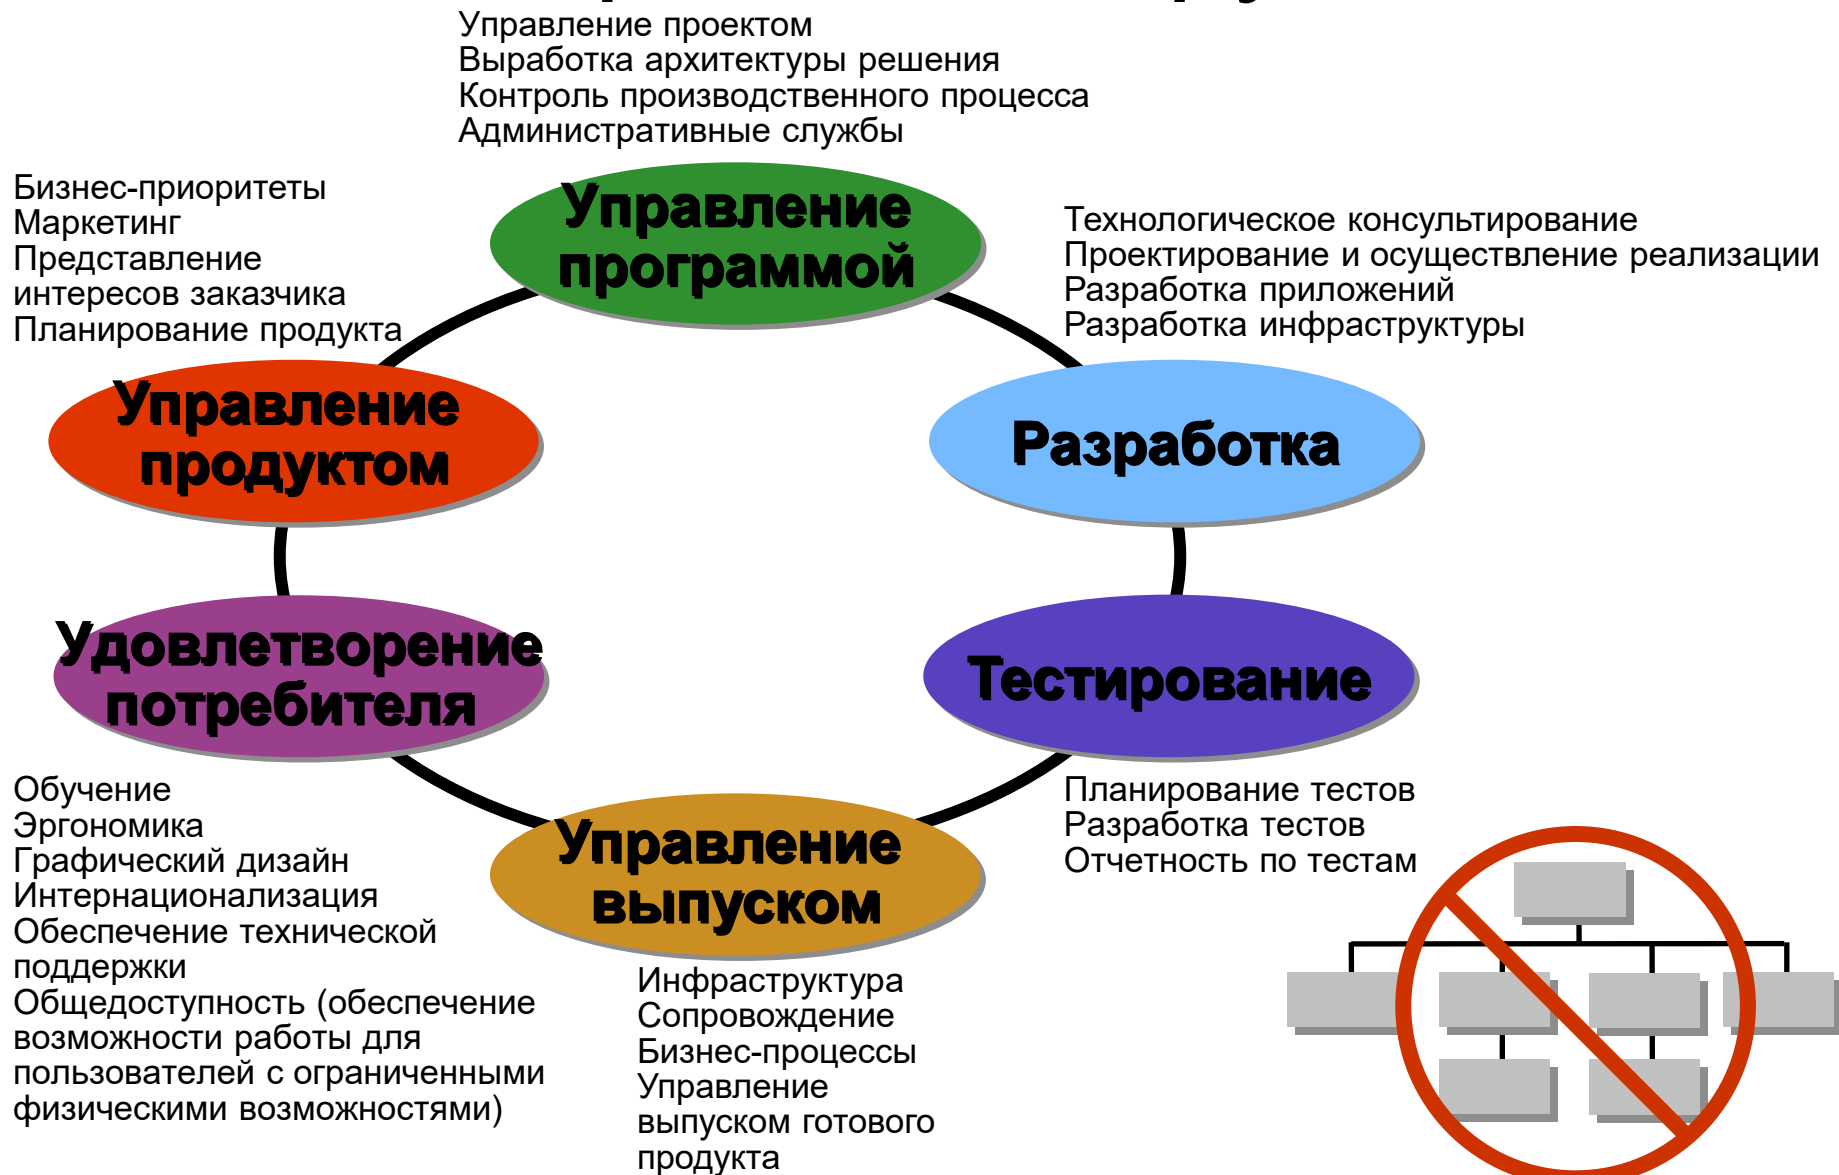 Управление проектом
Выработка архитектуры решения
Контроль производственного процесса
Административные службы
Бизнес-приоритеты
Маркетинг
Представление
интересов заказчика
Планирование продукта
Управление
программой
Технологическое консультирование
Проектирование и осуществление реализации
Разработка приложений
Разработка инфраструктуры
Управление
продуктом
Разработка
Удовлетворение
потребителя
Тестирование
Обучение
Эргономика
Графический дизайн
Интернационализация
Обеспечение технической
поддержки
Общедоступность (обеспечение
возможности работы для
пользователей с ограниченными
физическими возможностями)
Управление
выпуском
Планирование тестов
Разработка тестов
Отчетность по тестам
Инфраструктура
Сопровождение
Бизнес-процессы
Управление
выпуском готового
продукта